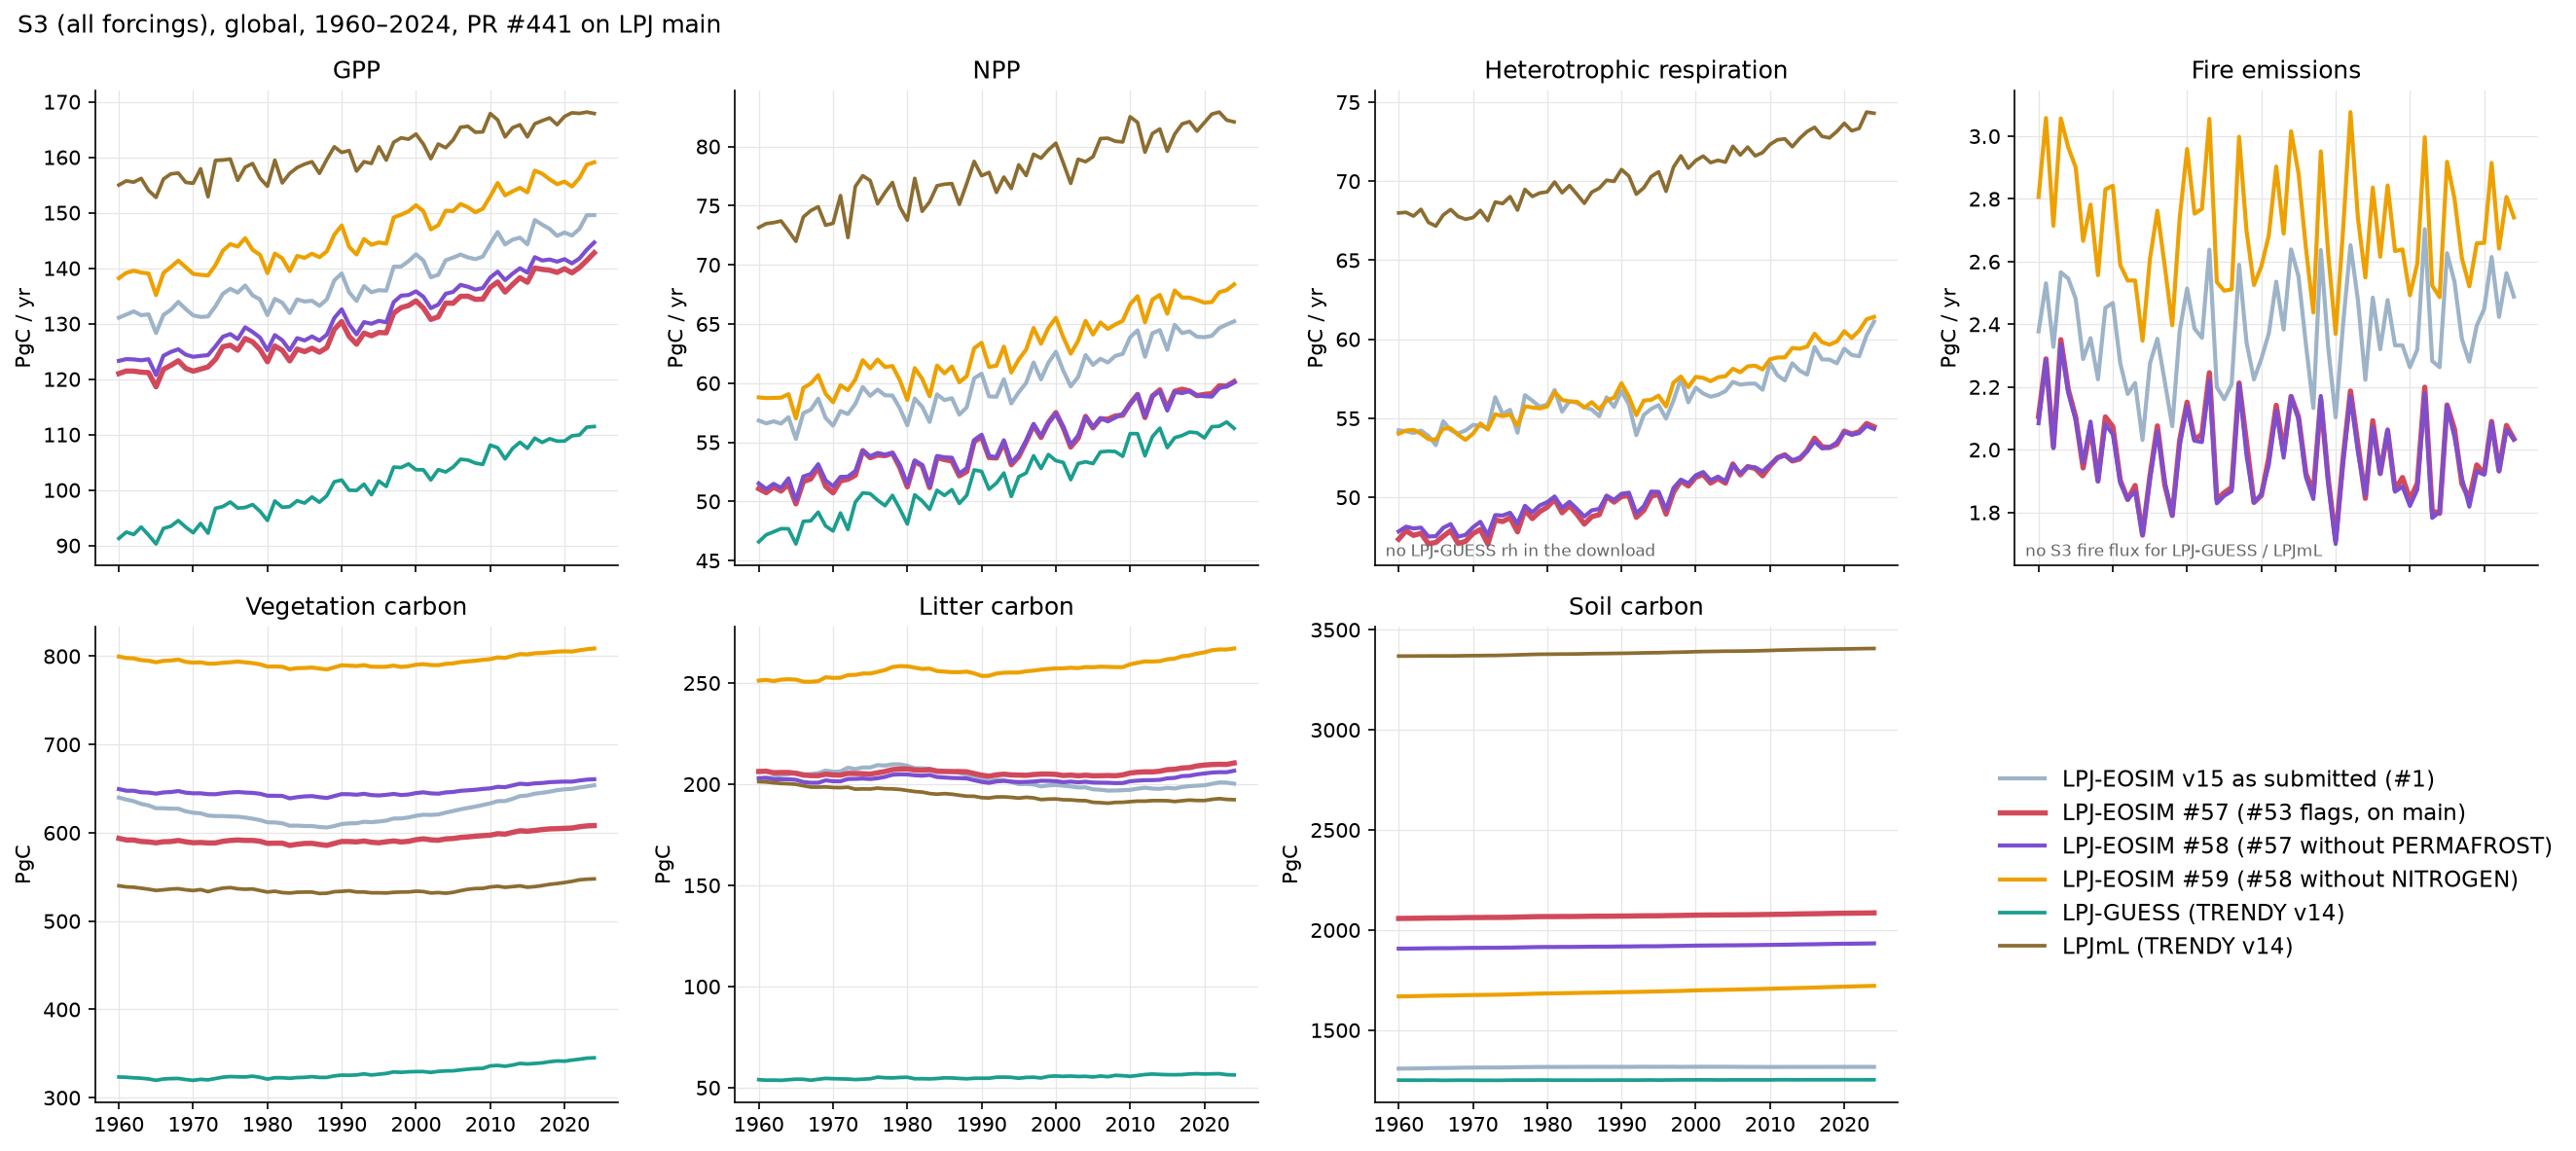 S3 (all forcings), global, 1960–2024, PR #441 on LPJ main
GPP
NPP
Heterotrophic respiration
Fire emissions
PgC / yr
170
160
150
140
130
120
110
100
90
PgC / yr
80
75
70
65
60
55
50
45
PgC / yr
75
70
65
60
55
50
no LPJ-GUESS rh in the download
PgC / yr
3.0
2.8
2.6
2.4
2.2
2.0
1.8
no S3 fire flux for LPJ-GUESS / LPJmL
Vegetation carbon
Litter carbon
Soil carbon
PgC
800
700
600
500
400
300
1960 1970 1980 1990 2000 2010 2020
PgC
250
200
150
100
50
1960 1970 1980 1990 2000 2010 2020
PgC
3500
3000
2500
2000
1500
1960 1970 1980 1990 2000 2010 2020
LPJ-EOSIM v15 as submitted (#1)
LPJ-EOSIM #57 (#53 flags, on main)
LPJ-EOSIM #58 (#57 without PERMAFROST)
LPJ-EOSIM #59 (#58 without NITROGEN)
LPJ-GUESS (TRENDY v14)
LPJmL (TRENDY v14)